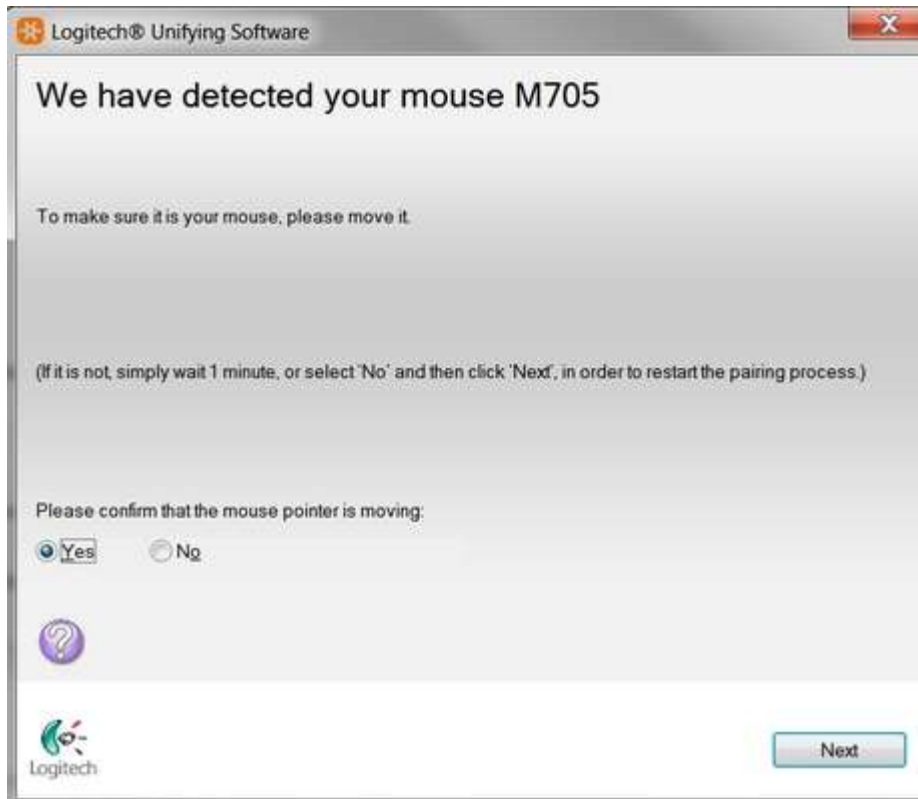 Logitech® Unifying Software
We have detected your mouse M705
To make sure it is your mouse, please move it.
(If it is not, simply wait 1 minute, or select 'No' and then click 'Next', in order to restart the pairing process.)
Please confirm that the mouse pointer is moving:
Yes No
?
Logitech
Next